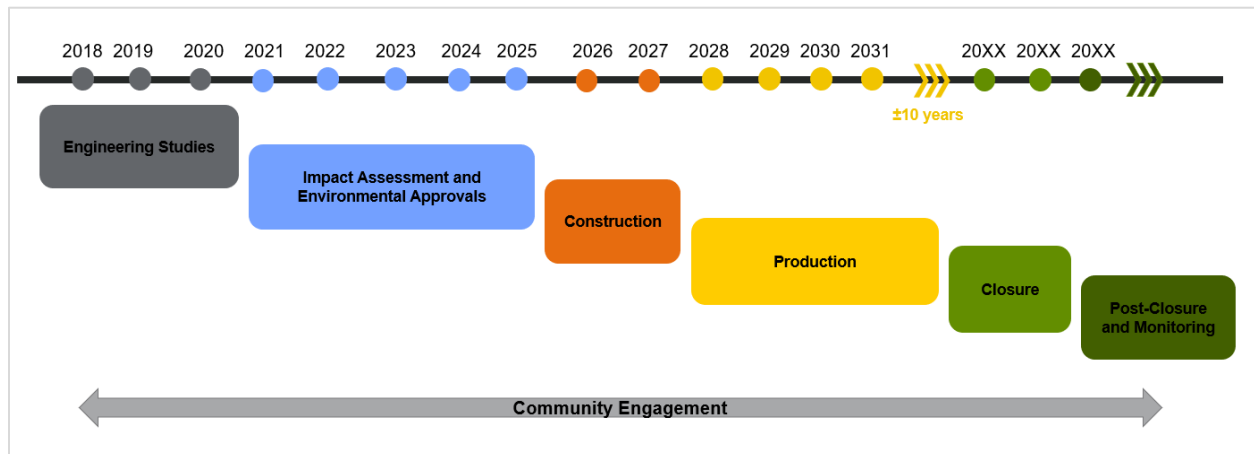 2018 2019 2020 2021 2022 2023 2024 2025 2026 2027 2028 2029 2030 2031 20XX 20XX 20XX
±10 years
Engineering Studies
Impact Assessment and
Environmental Approvals
Construction
Production
Closure
Post-Closure
and Monitoring
Community Engagement